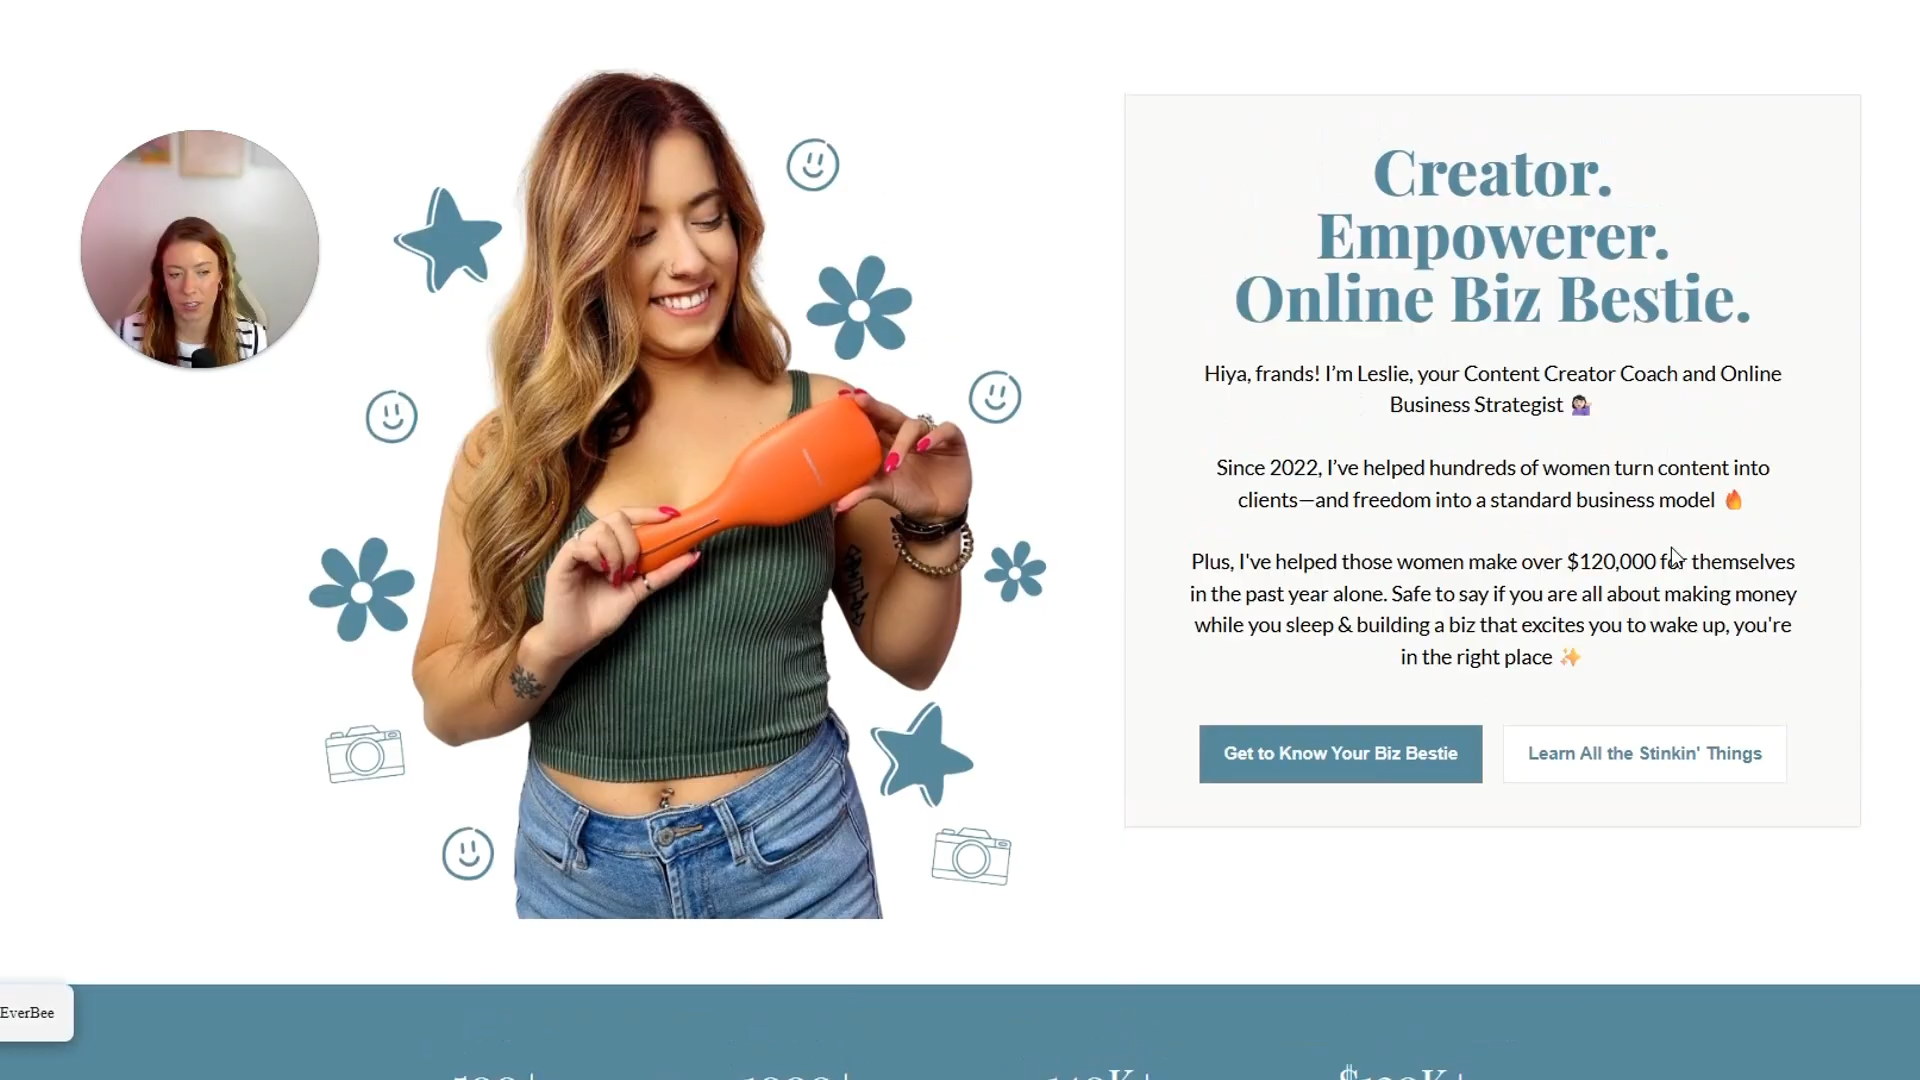 Creator.
Empowerer.
Online Biz Bestie.
Hiya, frands! I’m Leslie, your Content Creator Coach and Online
Business Strategist 💁🏻‍♀️
Since 2022, I’ve helped hundreds of women turn content into
clients—and freedom into a standard business model 🔥
Plus, I've helped those women make over $120,000 for themselves
in the past year alone. Safe to say if you are all about making money
while you sleep & building a biz that excites you to wake up, you're
in the right place ✨
Get to Know Your Biz Bestie
Learn All the Stinkin' Things
EverBee